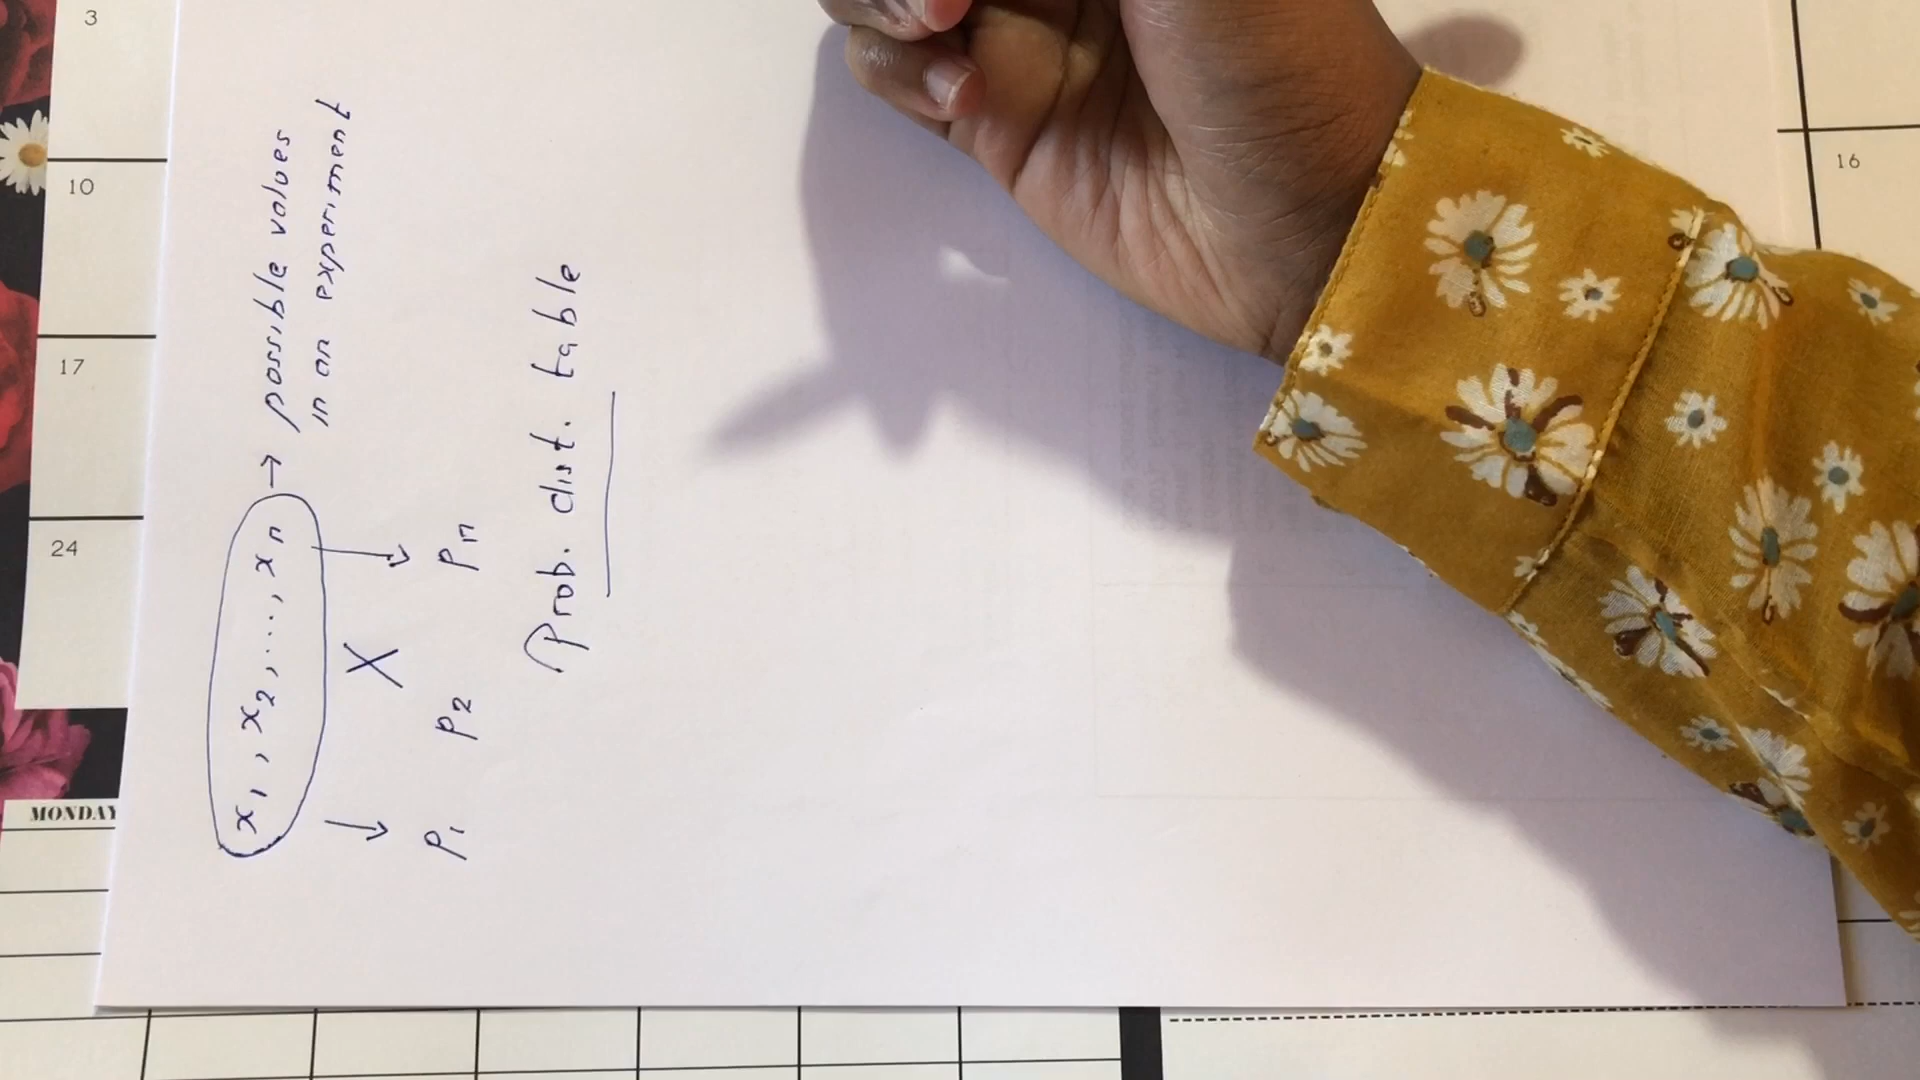 x1, x2, ..., xn → possible values
in an experiment
X
P1 P2 Pn
Prob. dist. table
3
10
17
24
MONDAY
16